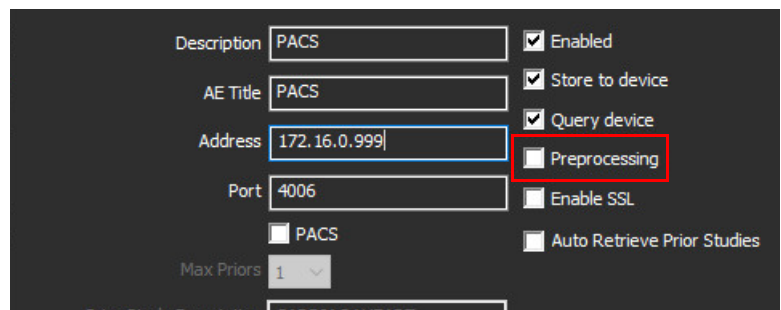 Description PACS
Enabled
AE Title PACS
Store to device
Query device
Address 172.16.0.999
Preprocessing
Port 4006
Enable SSL
PACS
Auto Retrieve Prior Studies
Max Priors 1